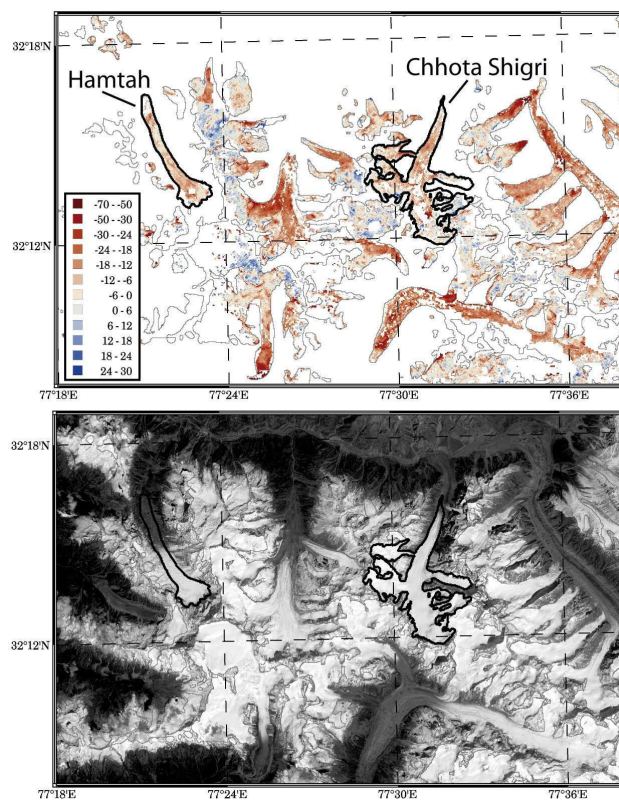 32°18'N
Hamtah
Chhota Shigri
-70 - -50
-50 - -30
-30 - -24
-24 - -18
-18 - -12
-12 - -6
-6 - 0
0 - 6
6 - 12
12 - 18
18 - 24
24 - 30
32°12'N
77°18'E
77°24'E
77°30'E
77°36'E
32°18'N
32°12'N
77°18'E
77°24'E
77°30'E
77°36'E